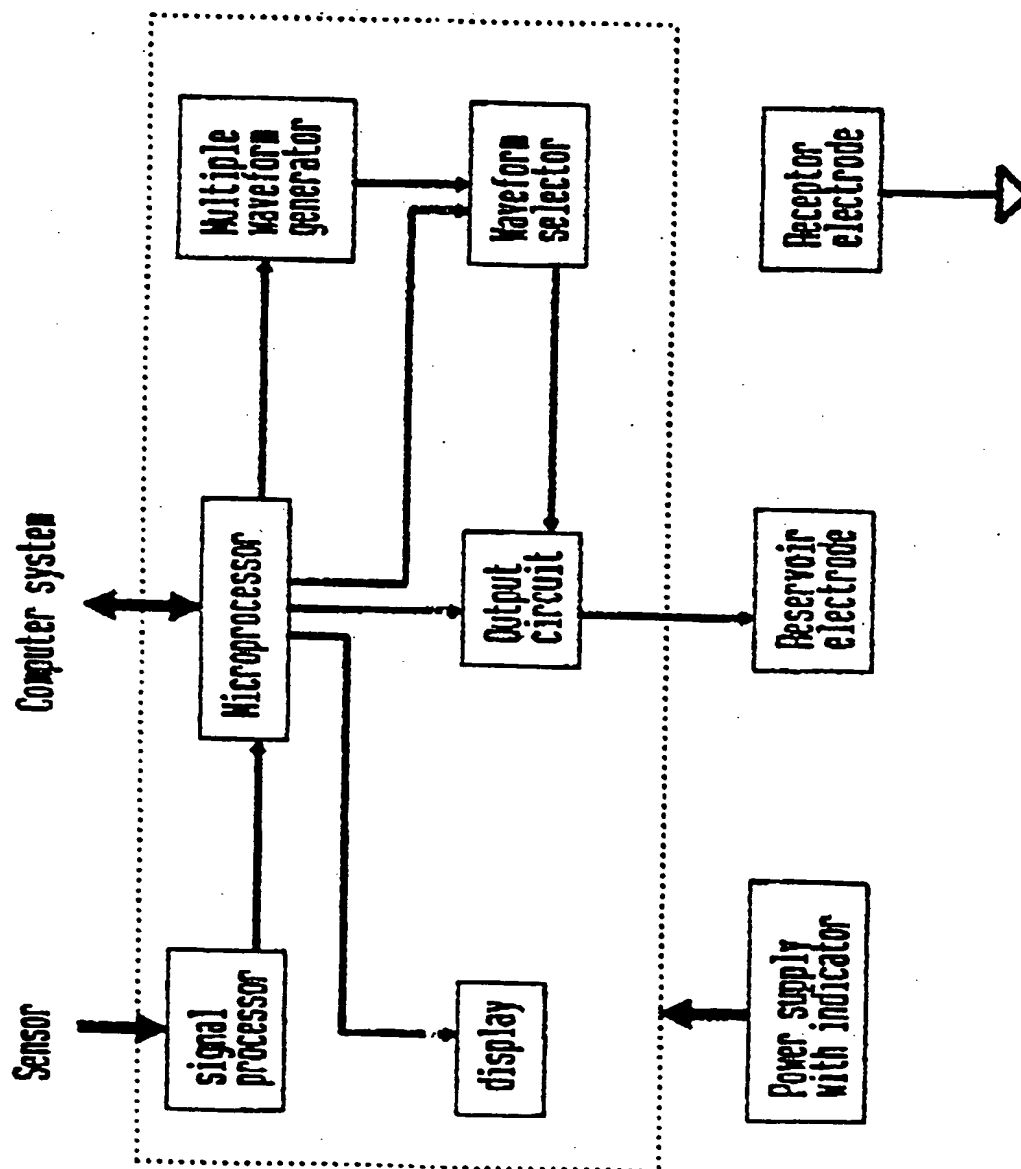 Sensor
Computer system
signal
processor
Microprocessor
Multiple
waveform
generator
display
Output
circuit
Waveform
selector
Power supply
with indicator
Reservoir
electrode
Receptor
electrode